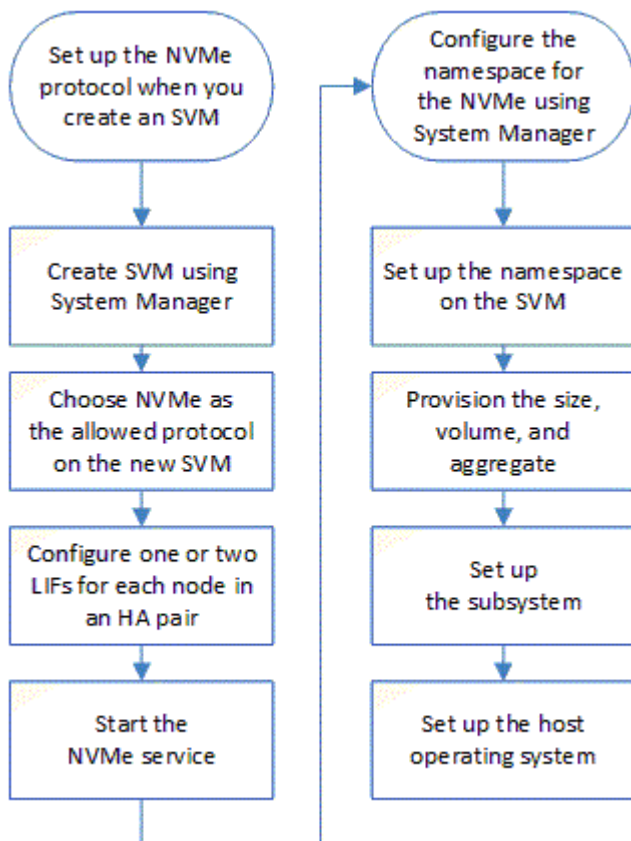 Set up the NVMe
protocol when you
create an SVM
Create SVM using
System Manager
Choose NVMe as
the allowed protocol
on the new SVM
Configure one or two
LIFs for each node in
an HA pair
Start the
NVMe service
Configure the
namespace for
the NVMe using
System Manager
Set up the namespace
on the SVM
Provision the size,
volume, and
aggregate
Set up
the subsystem
Set up the host
operating system